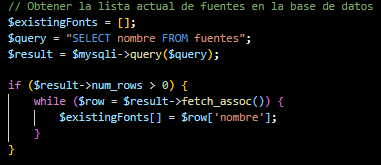 // Obtener la lista actual de fuentes en la base de datos
$existingFonts = [];
$query = "SELECT nombre FROM fuentes";
$result = $mysqli->query($query);

if ($result->num_rows > 0) {
    while ($row = $result->fetch_assoc()) {
        $existingFonts[] = $row['nombre'];
    }
}